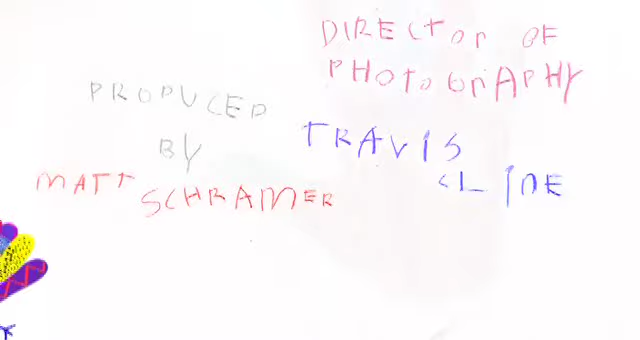 PRODUCED
BY
MATT SCHRAMER
DIRECTOR OF
PHOTOGRAPHY
TRAVIS
CLINE